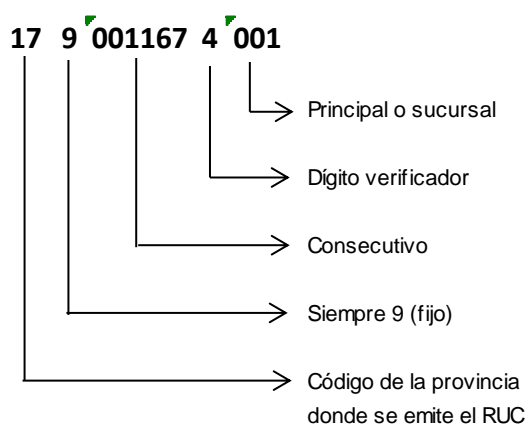 17 9 001167 4 001
Principal o sucursal
Dígito verificador
Consecutivo
Siempre 9 (fijo)
Código de la provincia
donde se emite el RUC